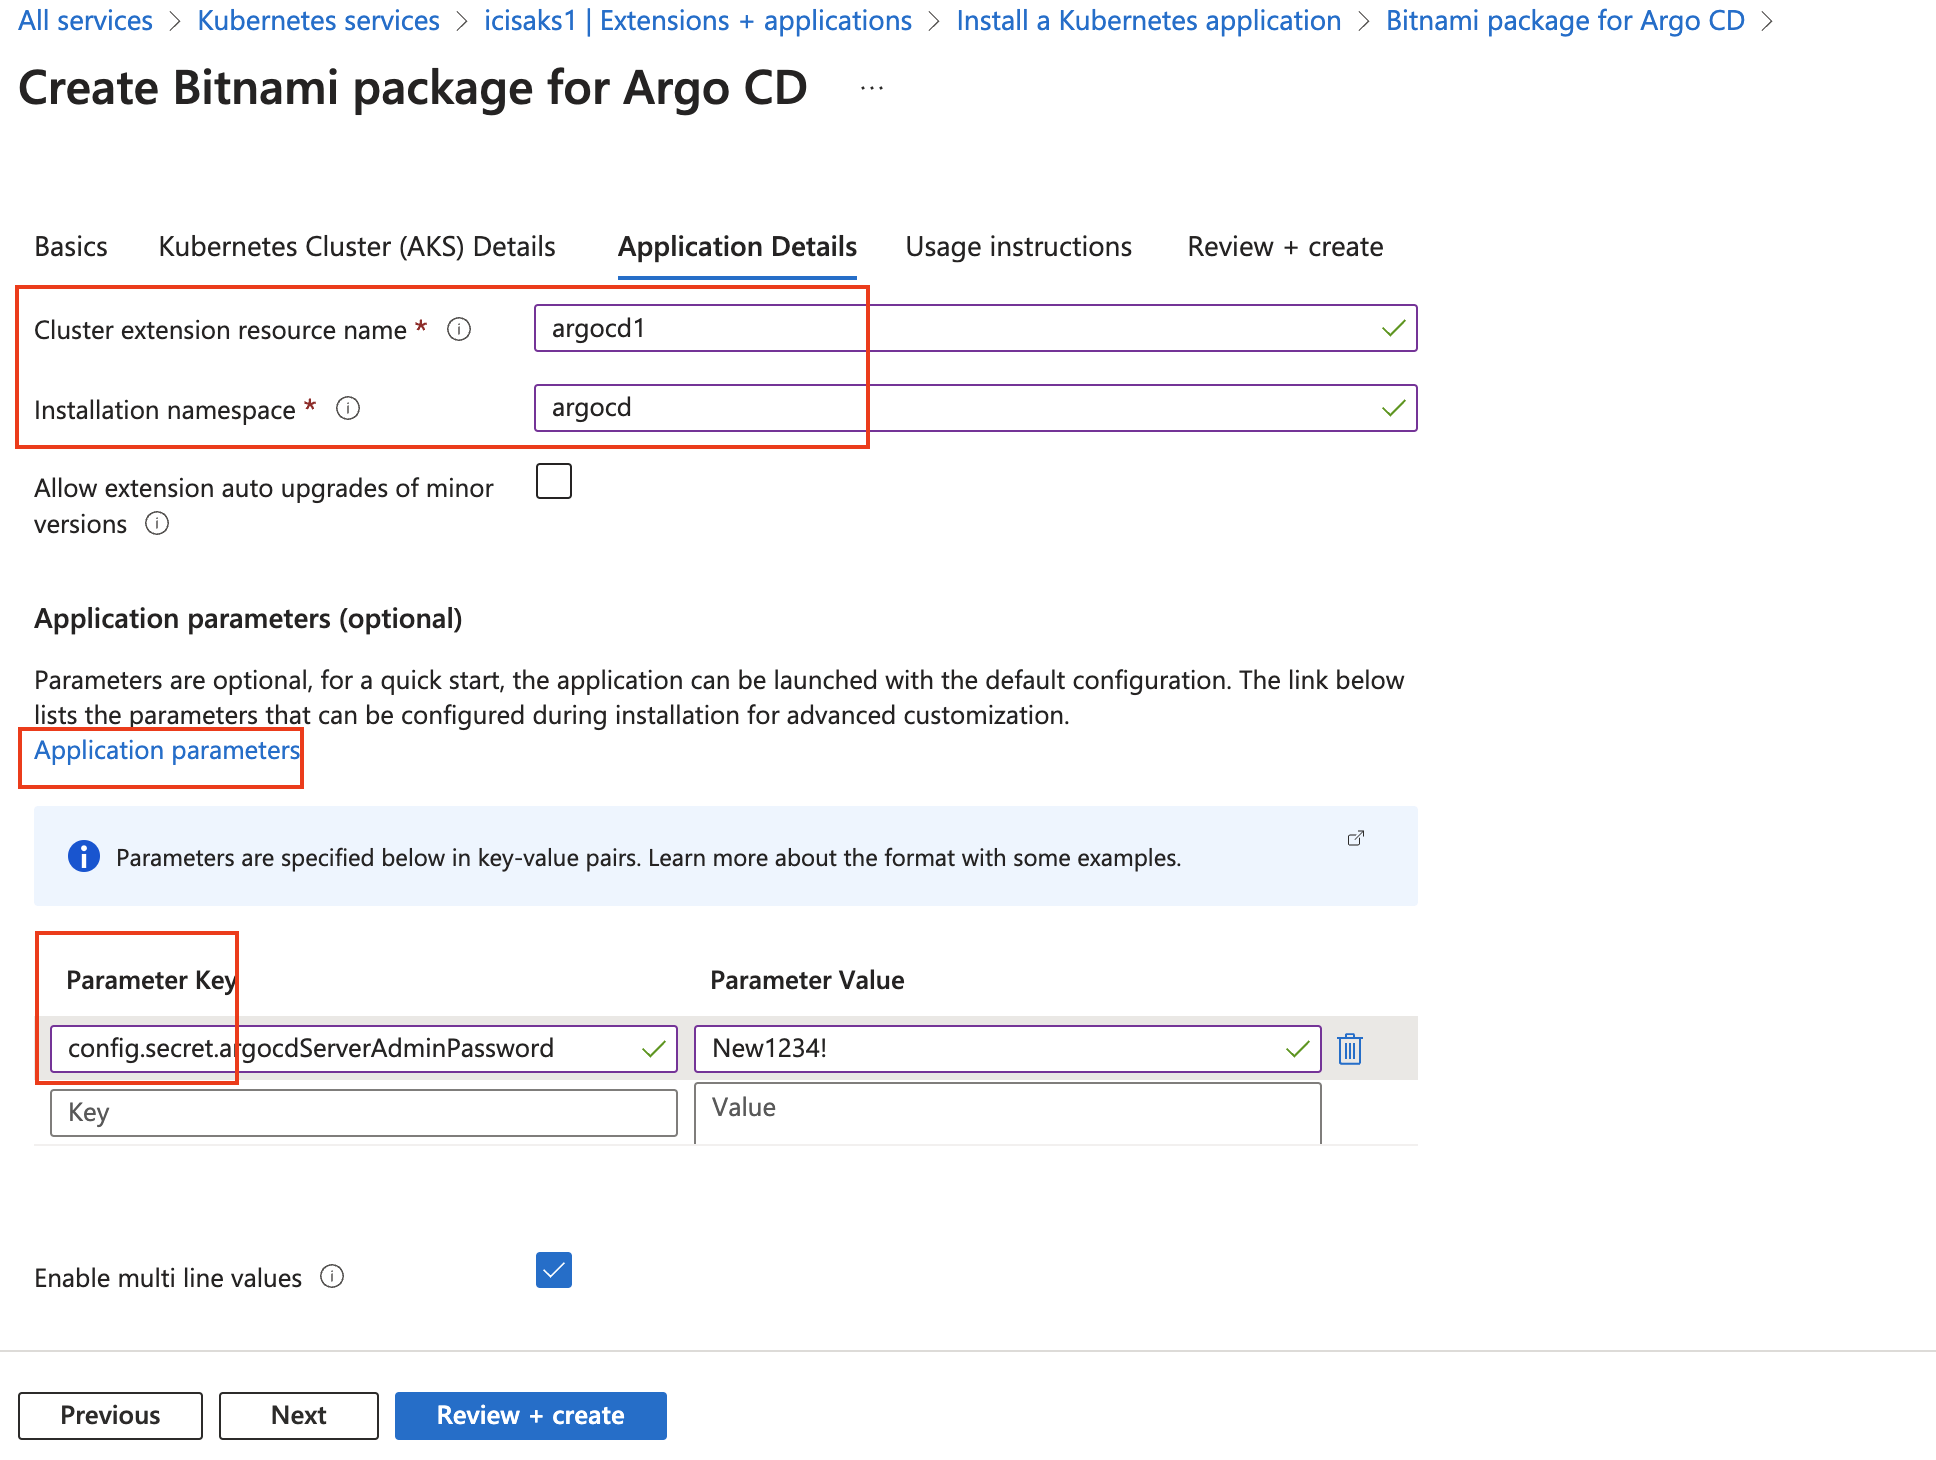 All services > Kubernetes services > icisaks1 | Extensions + applications > Install a Kubernetes application > Bitnami package for Argo CD >
Create Bitnami package for Argo CD ...
Basics Kubernetes Cluster (AKS) Details Application Details Usage instructions Review + create
Cluster extension resource name * argocd1
Installation namespace * argocd
Allow extension auto upgrades of minor
versions
Application parameters (optional)
Parameters are optional, for a quick start, the application can be launched with the default configuration. The link below
lists the parameters that can be configured during installation for advanced customization.
Application parameters
Parameters are specified below in key-value pairs. Learn more about the format with some examples.
Parameter Key Parameter Value
config.secret.argocdServerAdminPassword New1234!
Key Value
Enable multi line values
Previous Next Review + create